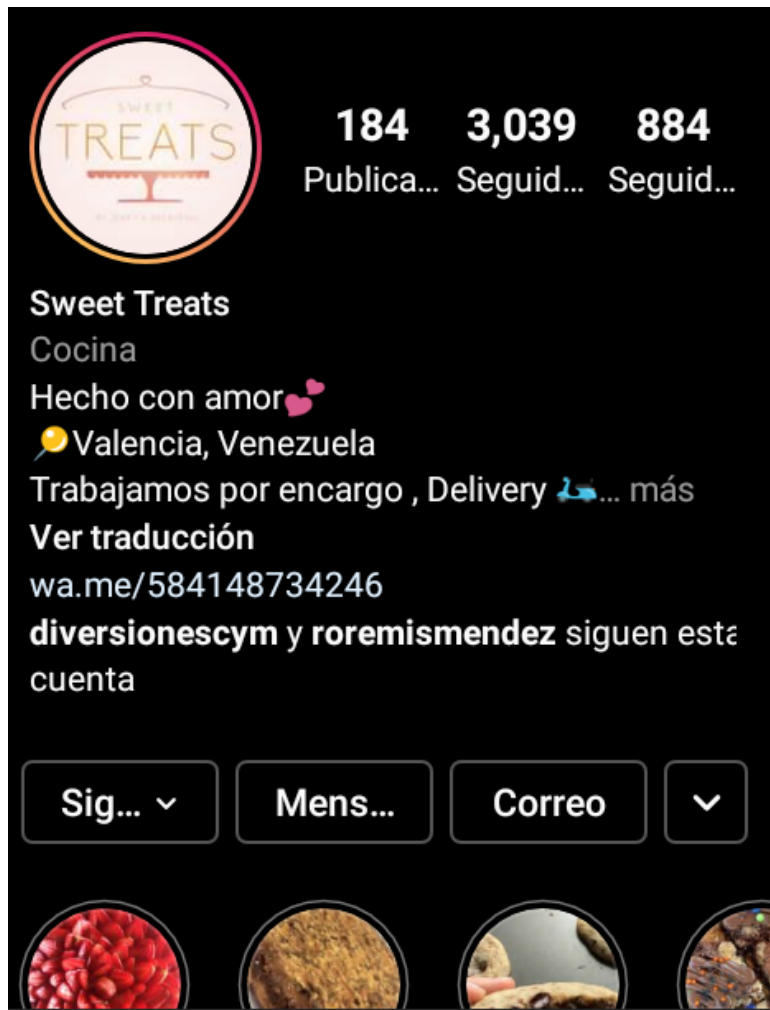 SWEET
TREATS
184 3,039 884
Publica... Seguid... Seguid...
Sweet Treats
Cocina
Hecho con amor💕
📍Valencia, Venezuela
Trabajamos por encargo , Delivery 🛵... más
Ver traducción
wa.me/584148734246
diversionescym y roremismendez siguen esta
cuenta
Sig... Mens... Correo